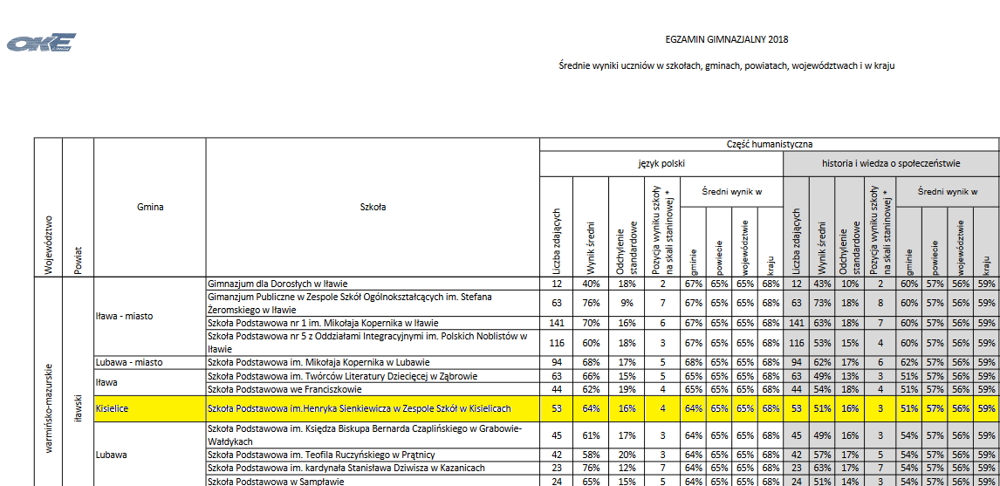 OKE
EGZAMIN GIMNAZJALNY 2018
Średnie wyniki uczniów w szkołach, gminach, powiatach, województwach i w kraju
Województwo
Powiat
Gmina
Szkoła
Część humanistyczna
język polski
historia i wiedza o społeczeństwie
Liczba zdających
Wynik średni
Odchylenie
standardowe
Pozycja wyniku szkoły
na skali staninowej *
Średni wynik w
gminie
powiecie
województwie
kraju
Liczba zdających
Wynik średni
Odchylenie
standardowe
Pozycja wyniku szkoły
na skali staninowej *
Średni wynik w
gminie
powiecie
województwie
kraju
warmińsko-mazurskie
iławski
Iława - miasto
Gimnazjum dla Dorosłych w Iławie 12 40% 18% 2 67% 65% 65% 68% 12 43% 10% 2 60% 57% 56% 59%
Gimanzjum Publiczne w Zespole Szkół Ogólnokształcących im. Stefana
Żeromskiego w Iławie 63 76% 9% 7 67% 65% 65% 68% 63 73% 18% 8 60% 57% 56% 59%
Szkoła Podstawowa nr 1 im. Mikołaja Kopernika w Iławie 141 70% 16% 6 67% 65% 65% 68% 141 63% 18% 7 60% 57% 56% 59%
Szkoła Podstawowa nr 5 z Oddziałami Integracyjnymi im. Polskich Noblistów w
Iławie 116 60% 18% 3 67% 65% 65% 68% 116 53% 15% 4 60% 57% 56% 59%
Lubawa - miasto Szkoła Podstawowa im. Mikołaja Kopernika w Lubawie 94 68% 17% 5 68% 65% 65% 68% 94 62% 17% 6 62% 57% 56% 59%
Iława
Szkoła Podstawowa im. Twórców Literatury Dziecięcej w Ząbrowie 63 66% 15% 5 65% 65% 65% 68% 63 49% 13% 3 51% 57% 56% 59%
Szkoła Podstawowa we Franciszkowie 44 62% 19% 4 65% 65% 65% 68% 44 54% 18% 4 51% 57% 56% 59%
Kisielice Szkoła Podstawowa im.Henryka Sienkiewicza w Zespole Szkół w Kisielicach 53 64% 16% 4 64% 65% 65% 68% 53 51% 16% 3 51% 57% 56% 59%
Lubawa
Szkoła Podstawowa im. Księdza Biskupa Bernarda Czaplińskiego w Grabowie-
Wałdykach 45 61% 17% 3 64% 65% 65% 68% 45 49% 16% 3 54% 57% 56% 59%
Szkoła Podstawowa im. Teofila Ruczyńskiego w Prątnicy 42 58% 20% 3 64% 65% 65% 68% 42 57% 17% 5 54% 57% 56% 59%
Szkoła Podstawowa im. kardynała Stanisława Dziwisza w Kazanicach 23 76% 12% 7 64% 65% 65% 68% 23 63% 17% 7 54% 57% 56% 59%
Szkoła Podstawowa w Sampławie 24 65% 15% 5 64% 65% 65% 68% 24 51% 14% 3 54% 57% 56% 59%